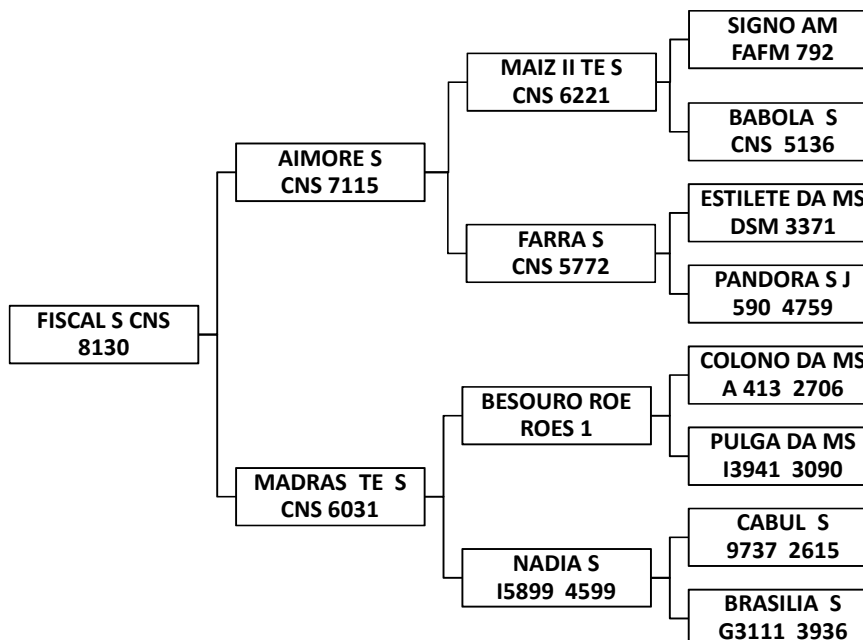 SIGNO AM
FAFM 792
MAIZ II TE S
CNS 6221
BABOLA S
CNS 5136
AIMORE S
CNS 7115
ESTILETE DA MS
DSM 3371
FARRA S
CNS 5772
PANDORA S J
590 4759
FISCAL S CNS
8130
COLONO DA MS
A 413 2706
BESOURO ROE
ROES 1
PULGA DA MS
I3941 3090
MADRAS TE S
CNS 6031
CABUL S
9737 2615
NADIA S
I5899 4599
BRASILIA S
G3111 3936